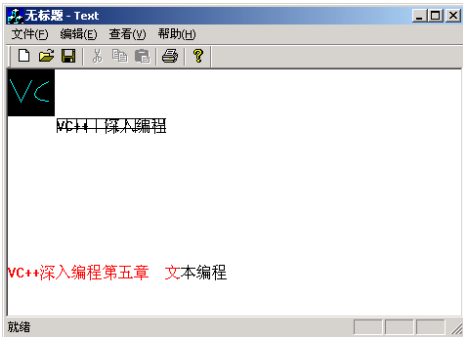 无标题 - Text
文件(F) 编辑(E) 查看(V) 帮助(H)
VC
VC++ 深入编程
VC++深入编程第五章 文本编程
就绪